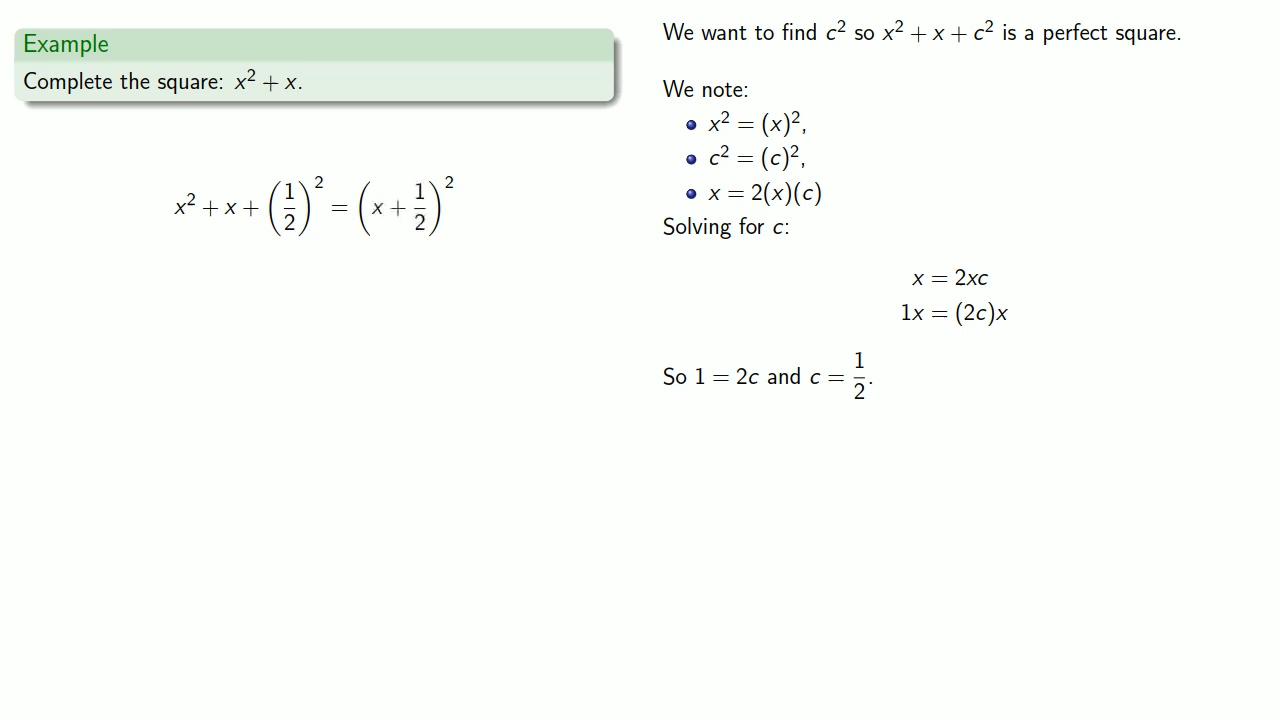 Example
Complete the square: x² + x.
x² + x + (1/2)² = (x + 1/2)²
We want to find c² so x² + x + c² is a perfect square.
We note:
• x² = (x)²,
• c² = (c)²,
• x = 2(x)(c)
Solving for c:
x = 2xc
1x = (2c)x
So 1 = 2c and c = 1/2.